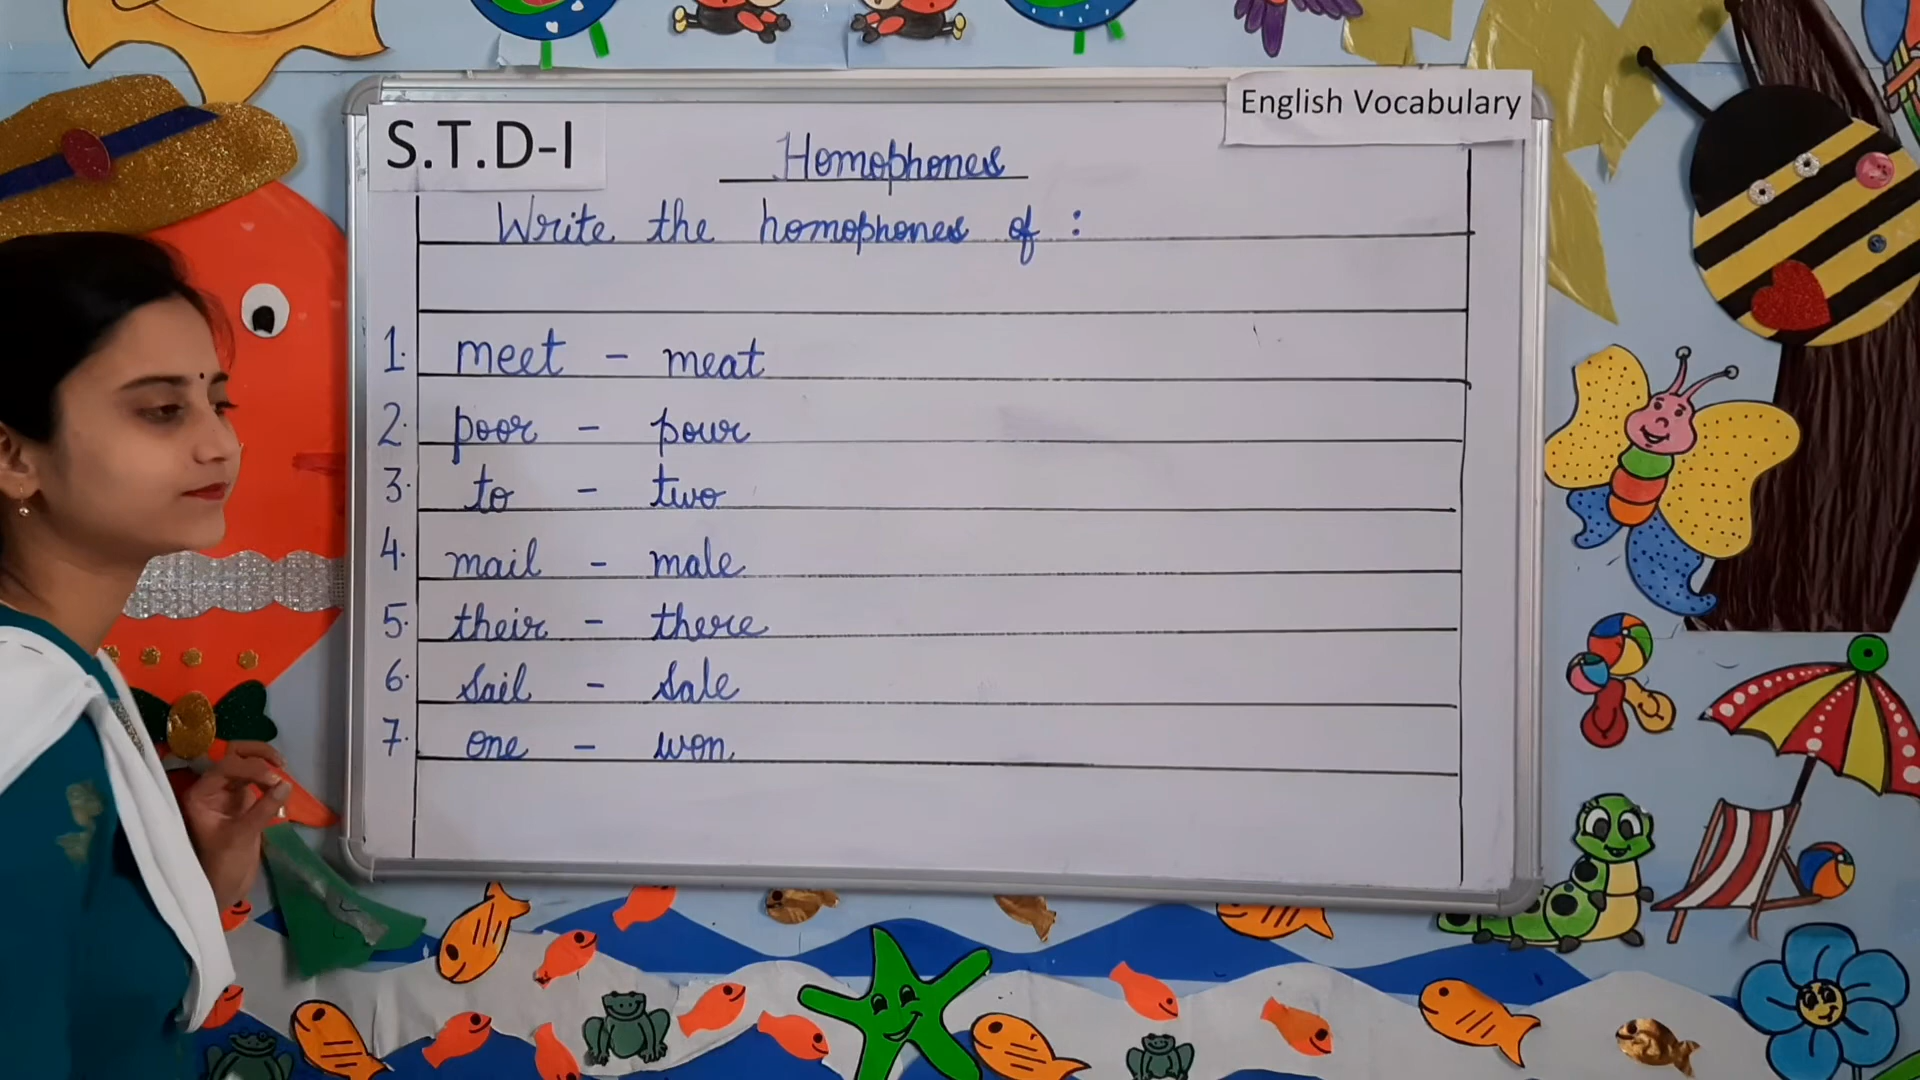 English Vocabulary
S.T.D-I
Homophones
Write the homophones of :
1. meet - meat
2. poor - pour
3. to - two
4. mail - male
5. their - there
6. sail - sale
7. one - won